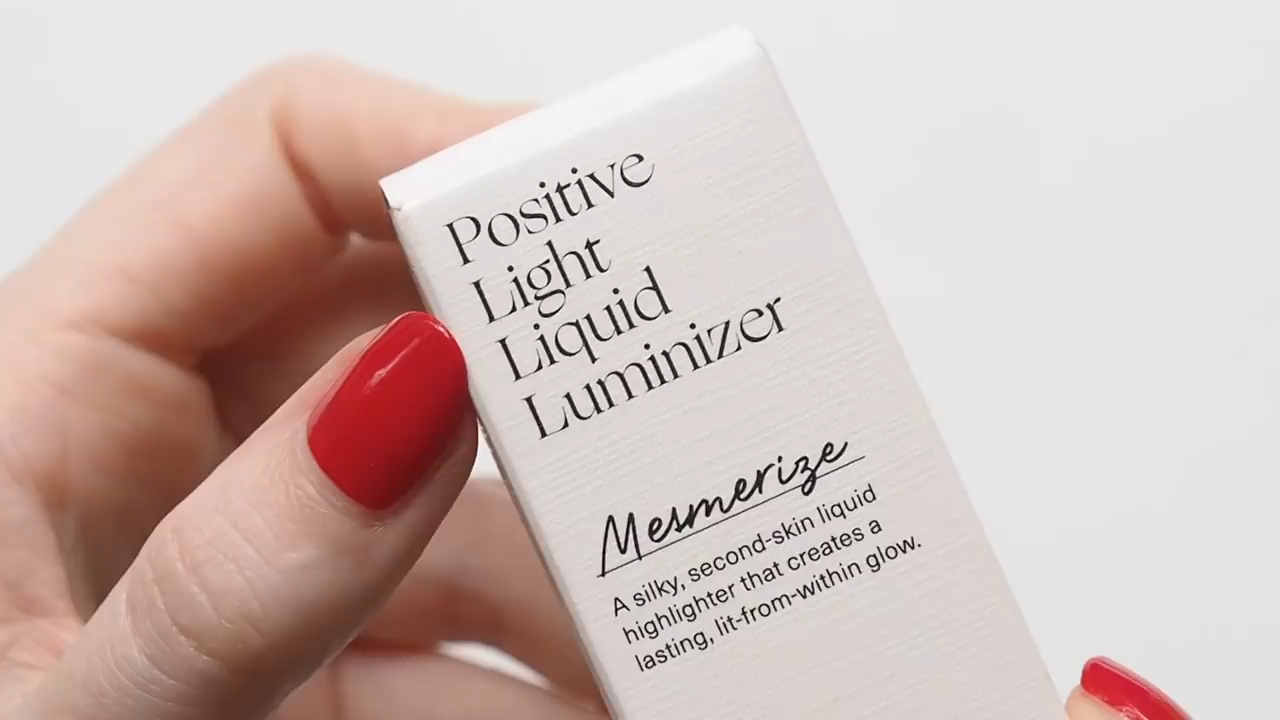 Positive
Light
Liquid
Luminizer
Mesmerize
A silky, second-skin liquid
highlighter that creates a
lasting, lit-from-within glow.